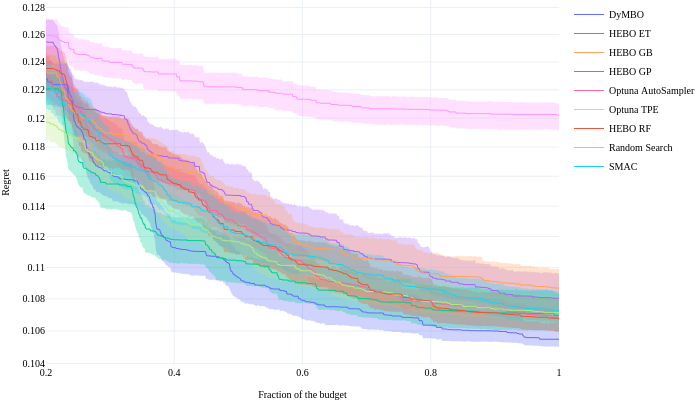 0.128
0.126
0.124
0.122
0.12
0.118
0.116
0.114
0.112
0.11
0.108
0.106
0.104
Regret
0.2
0.4
0.6
0.8
1
Fraction of the budget
DyMBO
HEBO ET
HEBO GB
HEBO GP
Optuna AutoSampler
Optuna TPE
HEBO RF
Random Search
SMAC